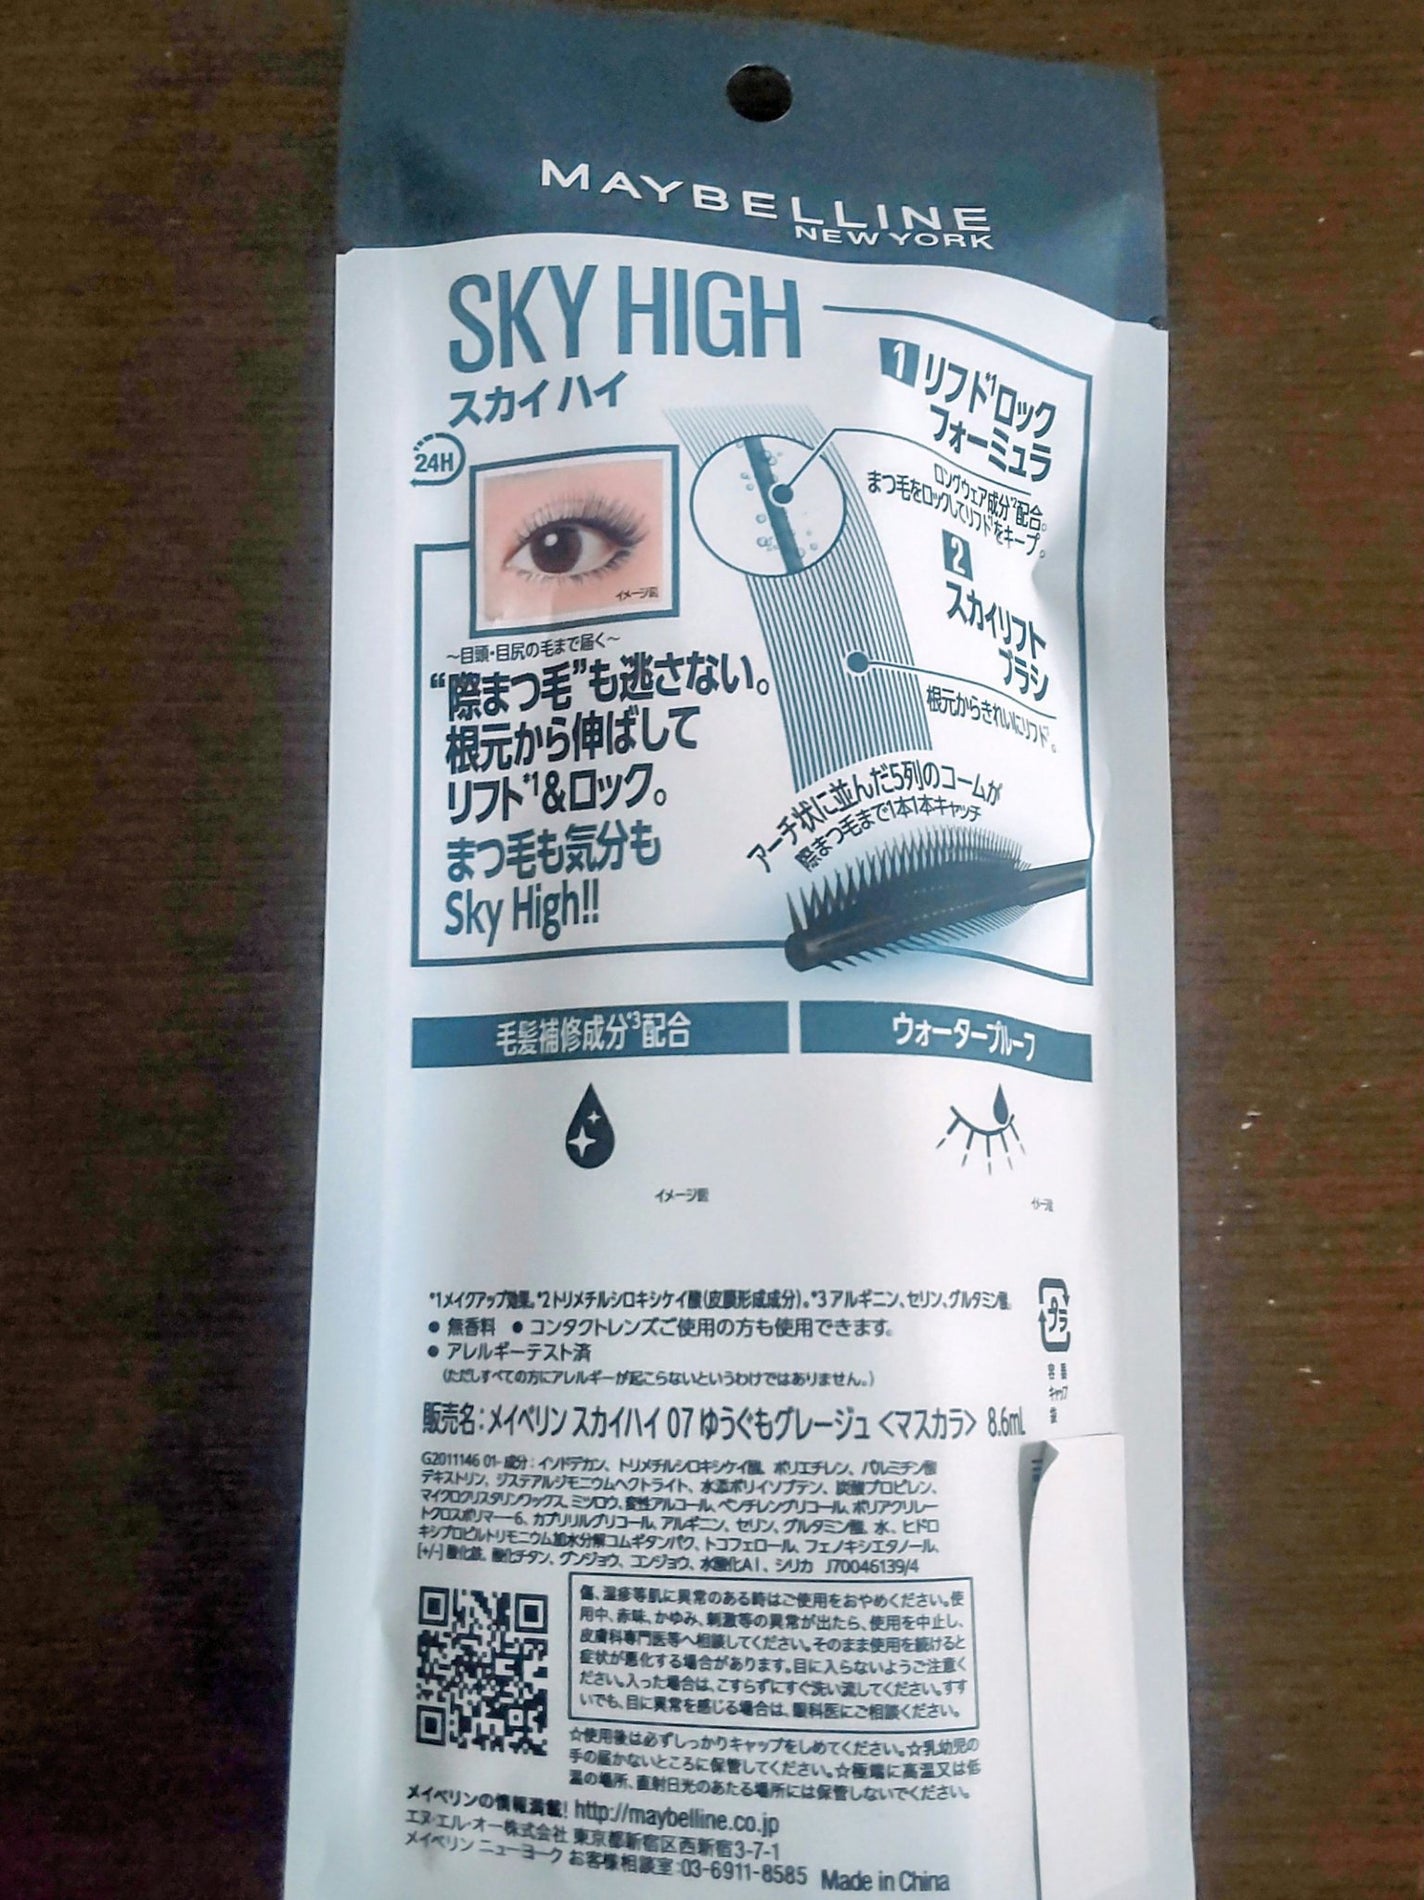 MAYBELLINE
NEW YORK
SKY HIGH
スカイ ハイ
24H
イメージ図
～目頭・目尻の毛まで届く～
“際まつ毛”も逃さない。
根元から伸ばして
リフト*1&ロック。
まつ毛も気分も
Sky High!!
1 リフト*1ロック
フォーミュラ
ロングウェア成分*2配合。
まつ毛をロックしてリフト*1をキープ。
2
スカイリフト
ブラシ
根元からきれいにリフト*1。
アーチ状に並んだ5列のコームが
際まつ毛まで1本1本キャッチ
毛髪補修成分*3配合
ウォータープルーフ
イメージ図
イメージ図
*1メイクアップ効果。*2トリメチルシロキシケイ酸(皮膜形成成分)。*3 アルギニン、セリン、グルタミン酸。
● 無香料 ● コンタクトレンズご使用の方も使用できます。
● アレルギーテスト済
(ただしすべての方にアレルギーが起こらないというわけではありません。)
プラ
容器
キャップ
袋
販売名：メイベリン スカイハイ 07 ゆうぐもグレージュ <マスカラ> 8.6mL
G2011146 01- 成分：イソドデカン、トリメチルシロキシケイ酸、ポリエチレン、パルミチン酸
デキストリン、ジステアルジモニウムヘクトライト、水添ポリイソブテン、炭酸プロピレン、
マイクロクリスタリンワックス、ミツロウ、変性アルコール、ペンチレングリコール、ポリアクリレー
トクロスポリマー－6、カプリリルグリコール、アルギニン、セリン、グルタミン酸、水、ヒドロ
キシプロピルトリモニウム加水分解コムギタンパク、トコフェロール、フェノキシエタノール、
[+/-] 酸化鉄、酸化チタン、グンジョウ、コンジョウ、水酸化Al、シリカ J70046139/4
傷、湿疹等肌に異常のある時はご使用をおやめください。使
用中、赤味、かゆみ、刺激等の異常が出たら、使用を中止し、
皮膚科専門医等へ相談してください。そのまま使用を続けると
症状が悪化する場合があります。目に入らないようご注意く
ださい。入った場合は、こすらずにすぐ洗い流してください。すす
いでも、目に異常を感じる場合は、眼科医にご相談ください。
☆使用後は必ずしっかりキャップをしめてください。☆乳幼児の
手の届かないところに保管してください。☆極端に高温又は低
温の場所、直射日光のあたる場所には保管しないでください。
メイベリンの情報満載! http://maybelline.co.jp
エヌ・エル・オー株式会社 東京都新宿区西新宿3-7-1
メイベリン ニューヨーク お客様相談室：03-6911-8585 Made in China